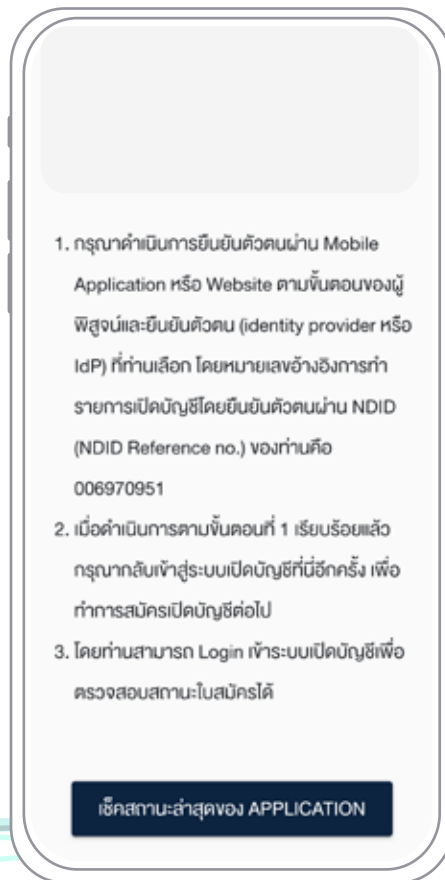 1. กรุณาดำเนินการยืนยันตัวตนผ่าน Mobile
Application หรือ Website ตามขั้นตอนของผู้
พิสูจน์และยืนยันตัวตน (identity provider หรือ
IdP) ที่ท่านเลือก โดยหมายเลขอ้างอิงการทำ
รายการเปิดบัญชีโดยยืนยันตัวตนผ่าน NDID
(NDID Reference no.) ของท่านคือ
006970951
2. เมื่อดำเนินการตามขั้นตอนที่ 1 เรียบร้อยแล้ว
กรุณากลับเข้าสู่ระบบเปิดบัญชีที่นี่อีกครั้ง เพื่อ
ทำการสมัครเปิดบัญชีต่อไป
3. โดยท่านสามารถ Login เข้าระบบเปิดบัญชีเพื่อ
ตรวจสอบสถานะใบสมัครได้
เช็คสถานะล่าสุดของ APPLICATION